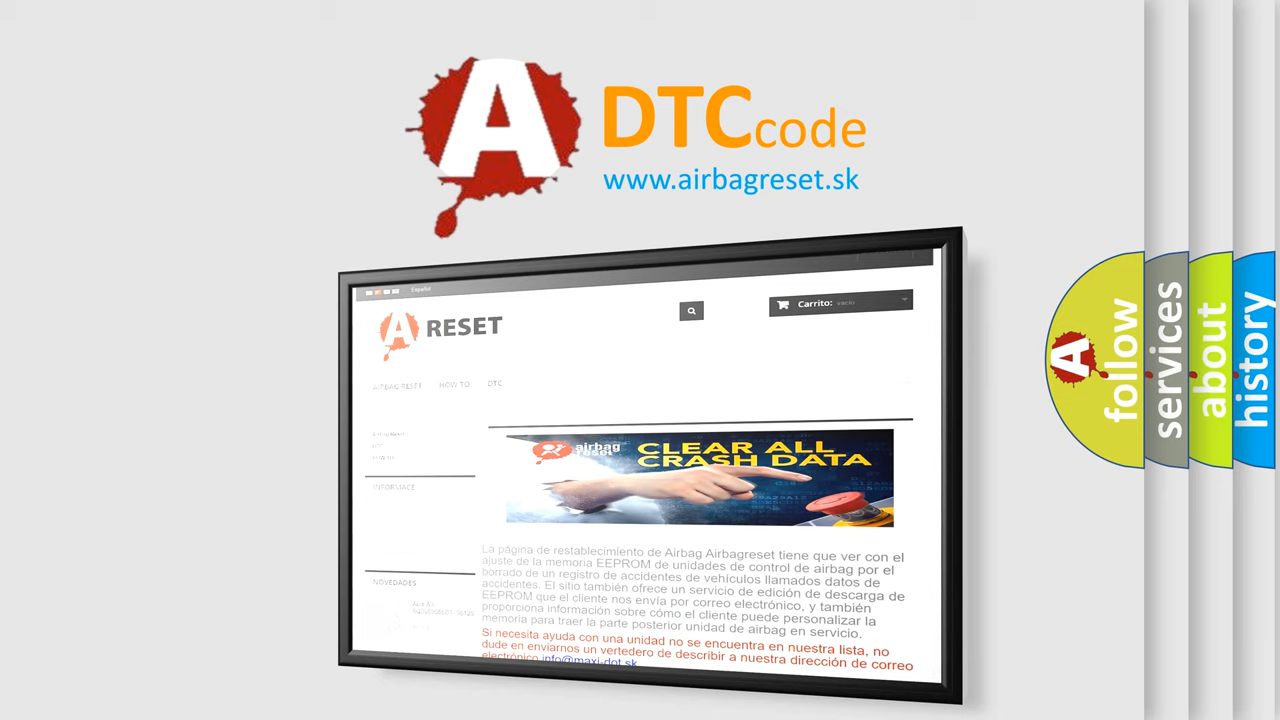 A
DTCcode
www.airbagreset.sk
Español
A RESET
Carrito: vacío
AIRBAG RESET HOW TO DTC
INFORMACE
NOVEDADES
airbag
reset
CLEAR ALL
CRASH DATA
La página de restablecimiento de Airbag Airbagreset tiene que ver con el
ajuste de la memoria EEPROM de unidades de control de airbag por el
borrado de un registro de accidentes de vehículos llamados datos de
accidentes. El sitio también ofrece un servicio de edición de descarga de
EEPROM que el cliente nos envía por correo electrónico, y también
proporciona información sobre cómo el cliente puede personalizar la
memoria para traer la parte posterior unidad de airbag en servicio.
Si necesita ayuda con una unidad no se encuentra en nuestra lista, no
dude en enviarnos un vertedero de describir a nuestra dirección de correo
electrónico info@maxi-dot.sk
A
follow
services
about
history